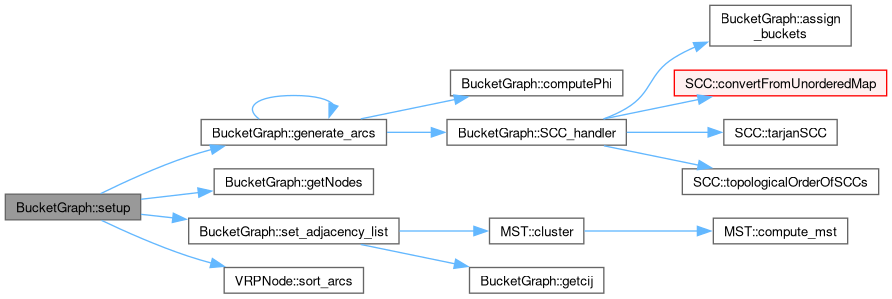 BucketGraph::setup
BucketGraph::generate_arcs
BucketGraph::getNodes
BucketGraph::set_adjacency_list
VRPNode::sort_arcs
BucketGraph::computePhi
BucketGraph::SCC_handler
MST::cluster
BucketGraph::getcij
BucketGraph::assign
_buckets
SCC::convertFromUnorderedMap
SCC::tarjanSCC
SCC::topologicalOrderOfSCCs
MST::compute_mst